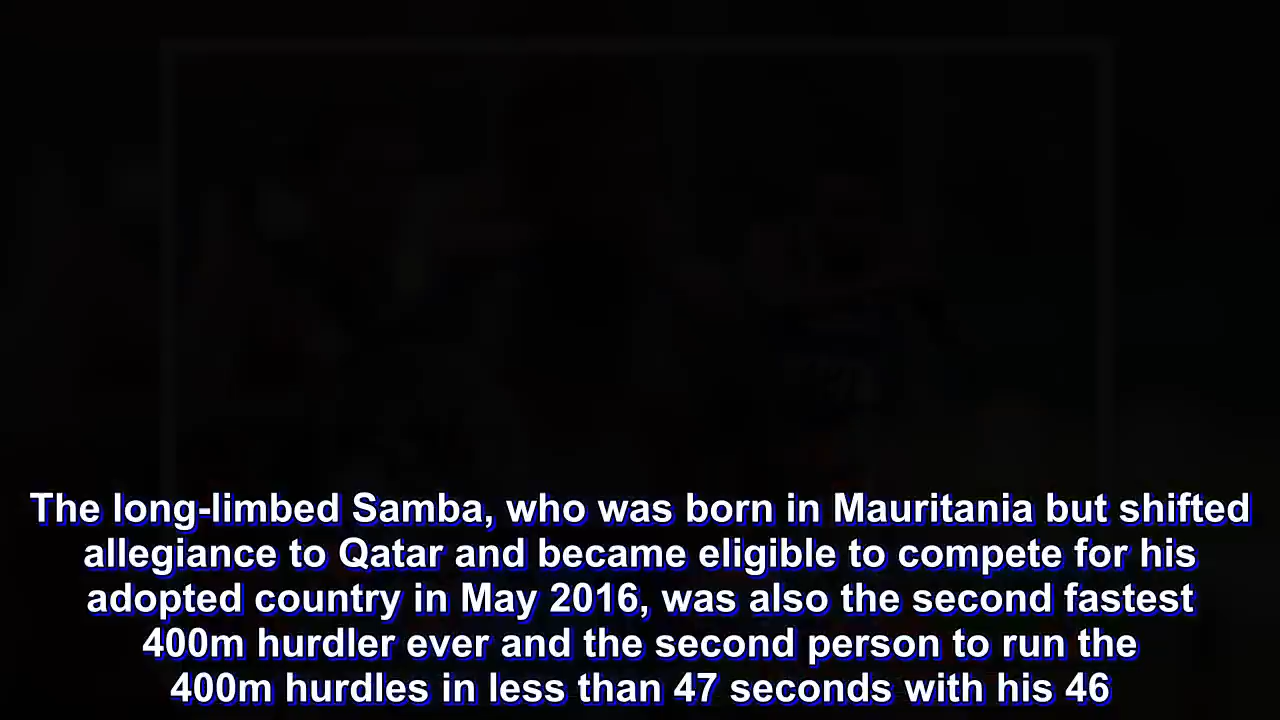 The long-limbed Samba, who was born in Mauritania but shifted
allegiance to Qatar and became eligible to compete for his
adopted country in May 2016, was also the second fastest
400m hurdler ever and the second person to run the
400m hurdles in less than 47 seconds with his 46